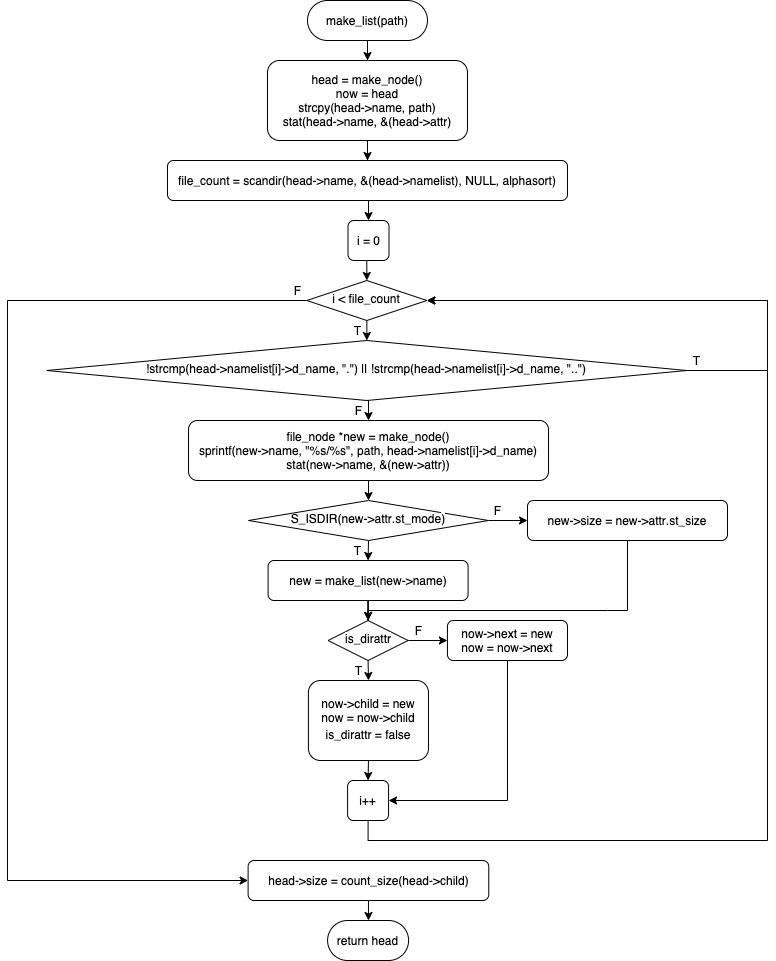 make_list(path)
head = make_node()
now = head
strcpy(head->name, path)
stat(head->name, &(head->attr)
file_count = scandir(head->name, &(head->namelist), NULL, alphasort)
i = 0
F
i < file_count
T
!strcmp(head->namelist[i]->d_name, ".") || !strcmp(head->namelist[i]->d_name, "..")
T
F
file_node *new = make_node()
sprintf(new->name, "%s/%s", path, head->namelist[i]->d_name)
stat(new->name, &(new->attr))
S_ISDIR(new->attr.st_mode)
F
new->size = new->attr.st_size
T
new = make_list(new->name)
is_dirattr
F
now->next = new
now = now->next
T
now->child = new
now = now->child
is_dirattr = false
i++
head->size = count_size(head->child)
return head